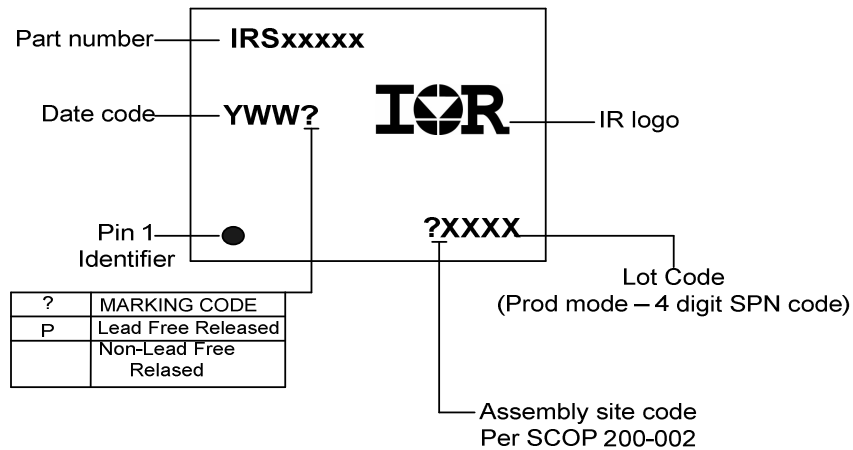 Part number
IRSxxxxx
Date code
YWW?
IOR
IR logo
Pin 1
Identifier
?XXXX
Lot Code
(Prod mode – 4 digit SPN code)
? MARKING CODE
P Lead Free Released
Non-Lead Free
Relased
Assembly site code
Per SCOP 200-002